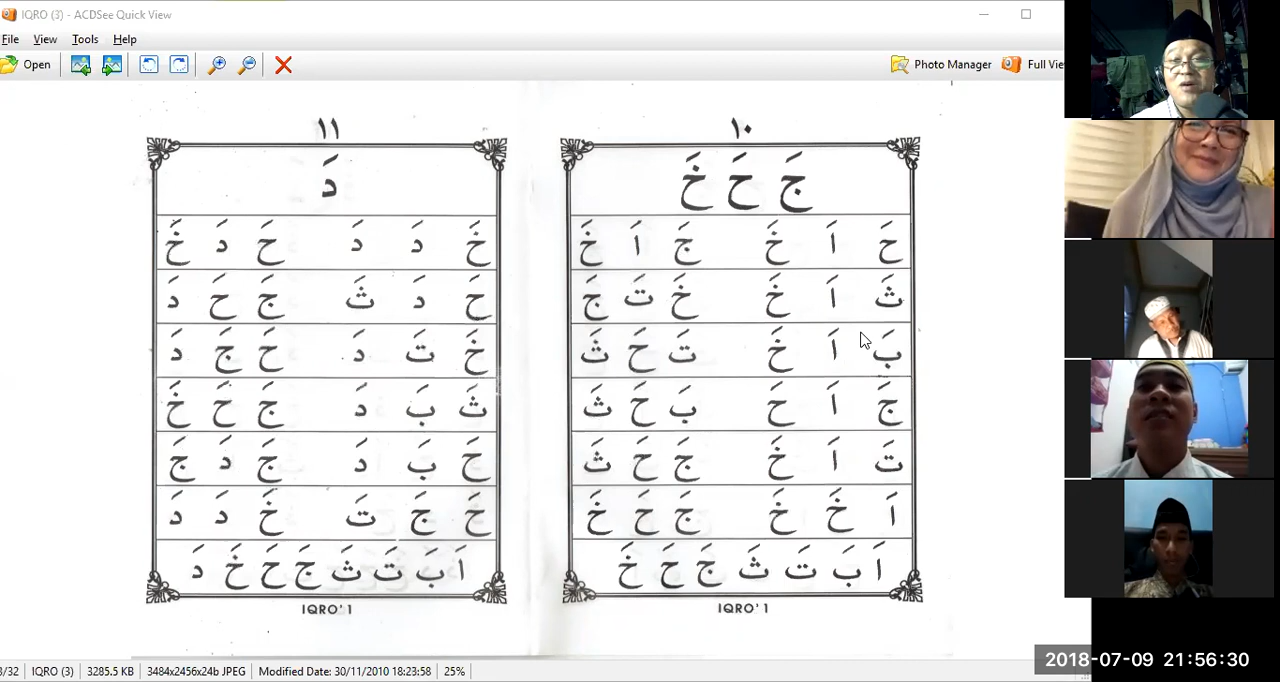 IQRO (3) - ACDSee Quick View
File View Tools Help
Open Photo Manager Full Vie
١٠
جَ حَ خَ
حَ اَ خَ جَ اَ خَ
ثَ اَ خَ خَ تَ جَ
بَ اَ خَ تَ حَ ثَ
جَ اَ حَ بَ حَ ثَ
تَ اَ خَ جَ حَ ثَ
اَ خَ خَ جَ حَ خَ
اَ بَ تَ ثَ جَ حَ خَ
IQRO' 1
١١
دَ
خَ دَ دَ حَ دَ خَ
حَ دَ ثَ جَ حَ دَ
خَ تَ دَ حَ جَ دَ
ثَ بَ دَ جَ حَ خَ
حَ بَ دَ جَ دَ جَ
حَ جَ تَ خَ دَ دَ
اَ بَ تَ ثَ جَ حَ خَ دَ
IQRO' 1
/32 IQRO (3) 3285.5 KB 3484x2456x24b JPEG Modified Date: 30/11/2010 18:23:58 25%
2018-07-09 21:56:30